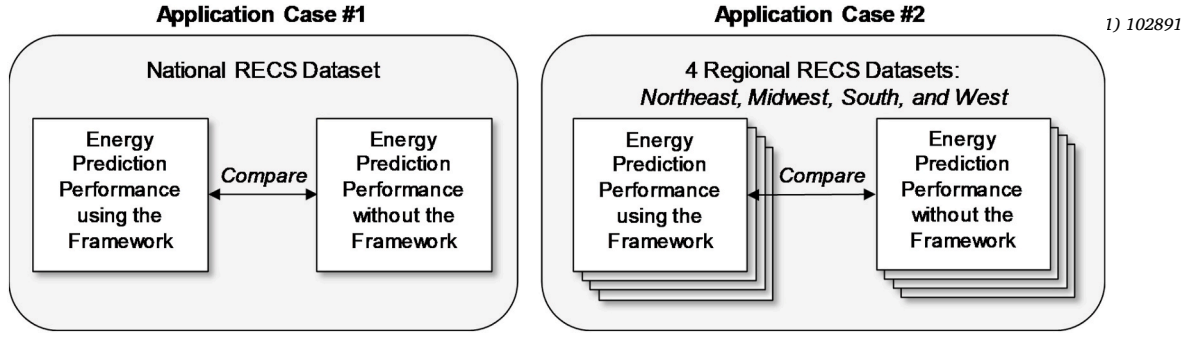 Application Case #1
National RECS Dataset
Energy
Prediction
Performance
using the
Framework
Compare
Energy
Prediction
Performance
without the
Framework
Application Case #2
4 Regional RECS Datasets:
Northeast, Midwest, South, and West
Energy
Prediction
Performance
using the
Framework
Compare
Energy
Prediction
Performance
without the
Framework
1) 102891